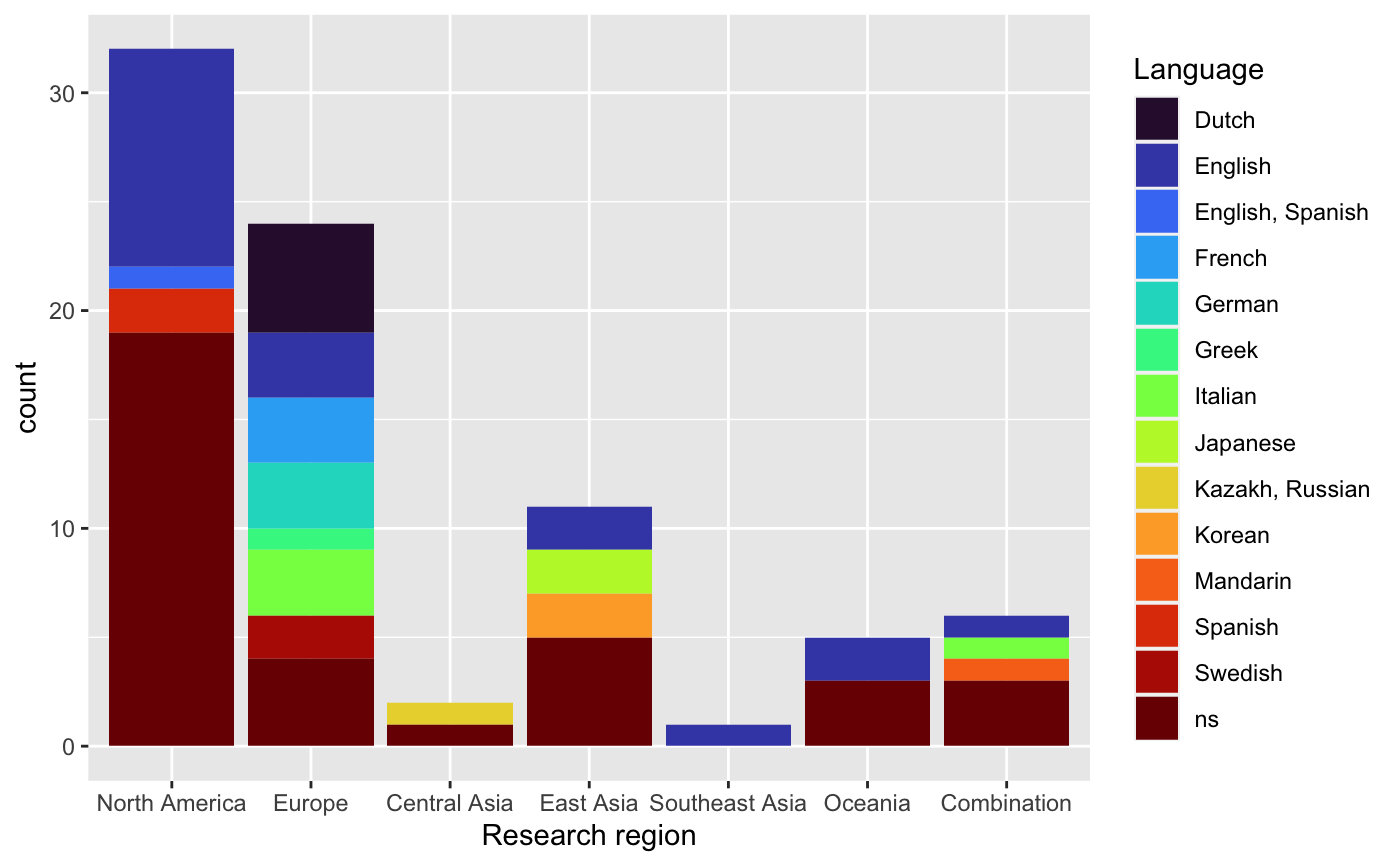 count
30
20
10
0
North America
Europe
Central Asia
East Asia
Southeast Asia
Oceania
Combination
Research region
Language
Dutch
English
English, Spanish
French
German
Greek
Italian
Japanese
Kazakh, Russian
Korean
Mandarin
Spanish
Swedish
ns